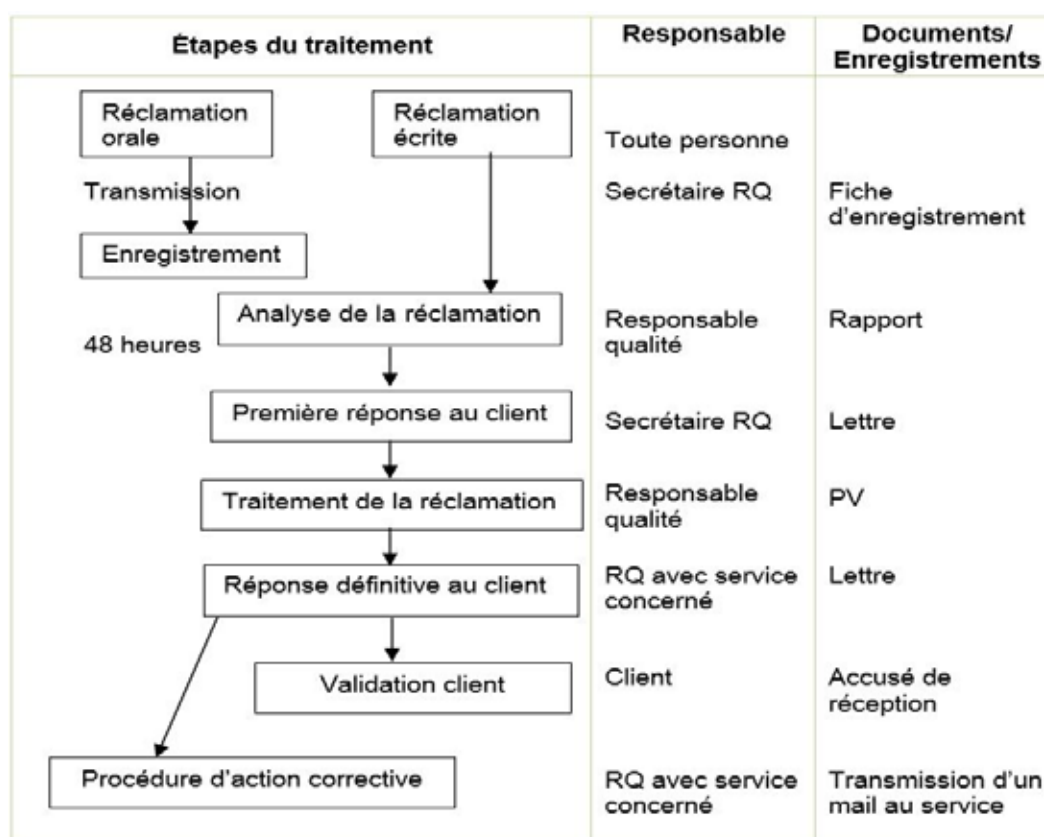 Étapes du traitement
Responsable
Documents/
Enregistrements
Réclamation
orale
Réclamation
écrite
Toute personne
Transmission
Secrétaire RQ
Fiche
d'enregistrement
Enregistrement
Analyse de la réclamation
Responsable
qualité
Rapport
48 heures
Première réponse au client
Secrétaire RQ
Lettre
Traitement de la réclamation
Responsable
qualité
PV
Réponse définitive au client
RQ avec service
concerné
Lettre
Validation client
Client
Accusé de
réception
Procédure d'action corrective
RQ avec service
concerné
Transmission d'un
mail au service